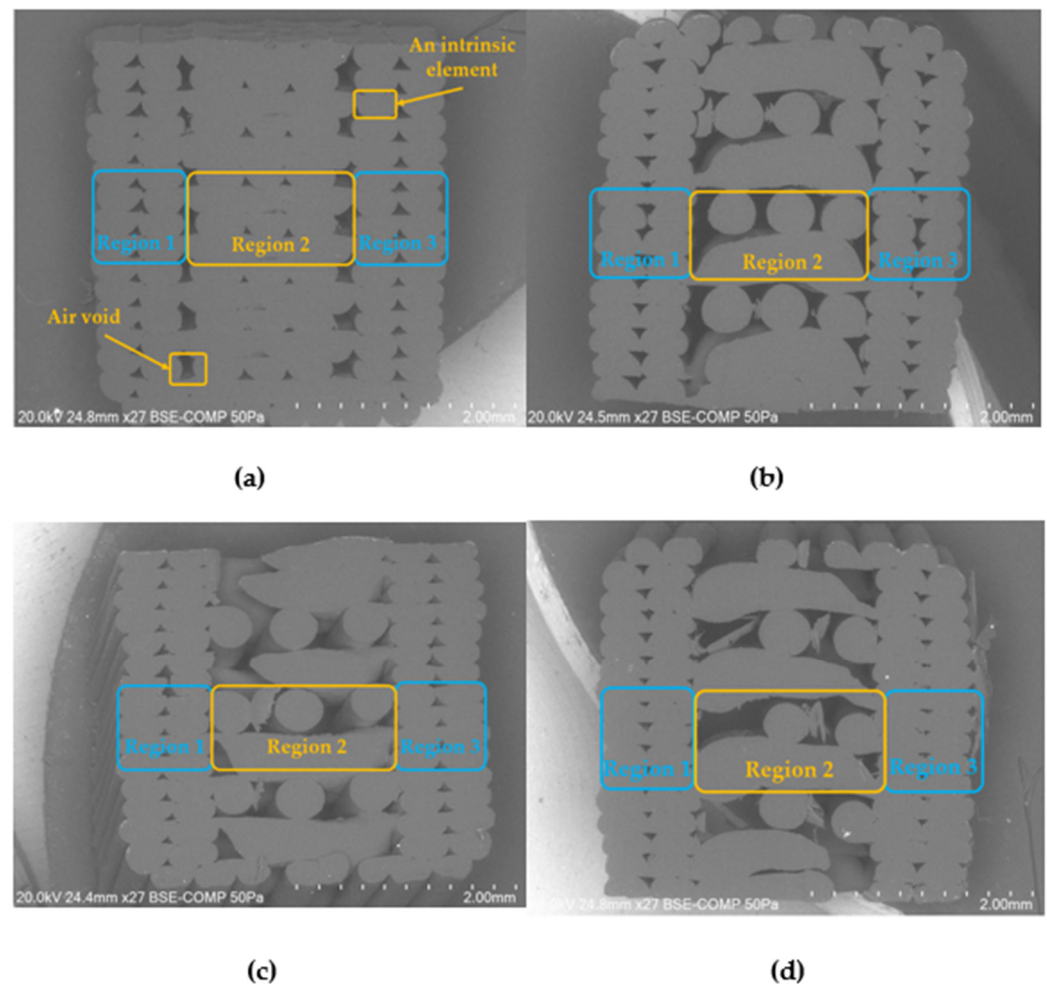 An intrinsic
element
Region 1
Region 2
Region 3
Air void
20.0kV 24.8mm x27 BSE-COMP 50Pa
2.00mm
Region 1
Region 2
Region 3
20.0kV 24.5mm x27 BSE-COMP 50Pa
2.00mm
(a)
(b)
Region 1
Region 2
Region 3
20.0kV 24.4mm x27 BSE-COMP 50Pa
2.00mm
Region 1
Region 2
Region 3
20.0kV 24.8mm x27 BSE-COMP 50Pa
2.00mm
(c)
(d)